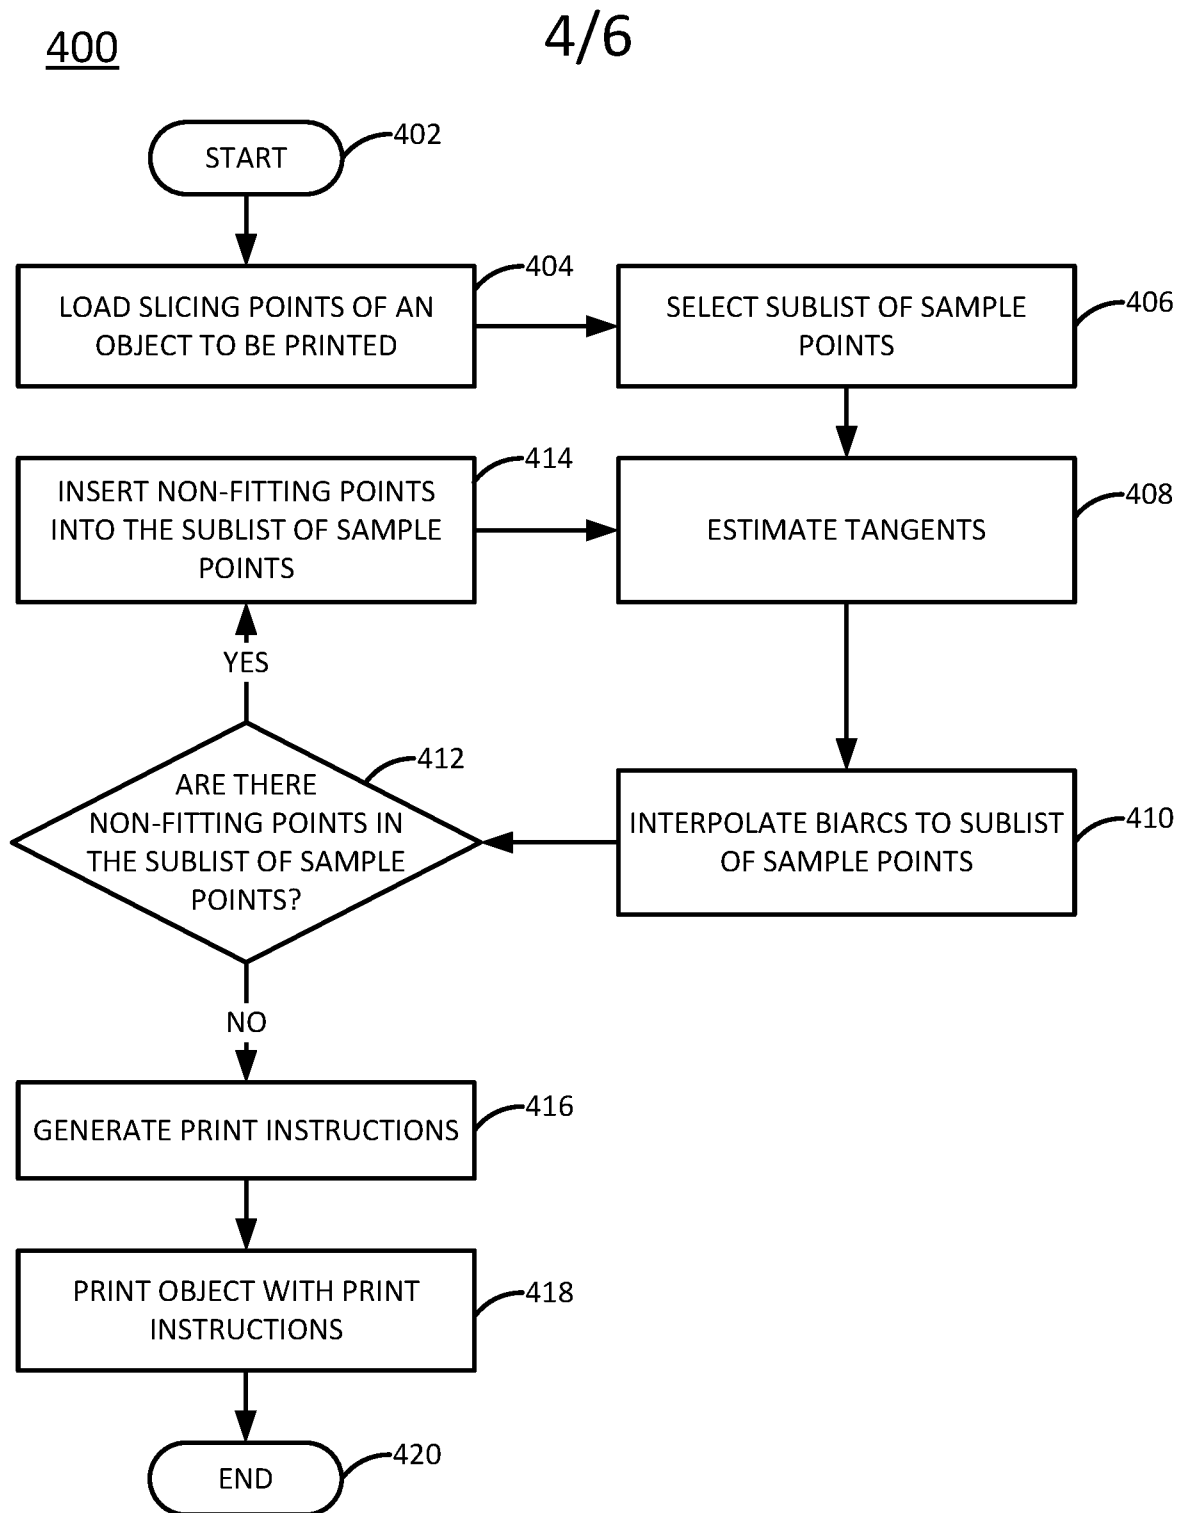 400
4/6
START
402
LOAD SLICING POINTS OF AN
OBJECT TO BE PRINTED
404
SELECT SUBLIST OF SAMPLE
POINTS
406
INSERT NON-FITTING POINTS
INTO THE SUBLIST OF SAMPLE
POINTS
414
ESTIMATE TANGENTS
408
YES
ARE THERE
NON-FITTING POINTS IN
THE SUBLIST OF SAMPLE
POINTS?
412
INTERPOLATE BIARCS TO SUBLIST
OF SAMPLE POINTS
410
NO
GENERATE PRINT INSTRUCTIONS
416
PRINT OBJECT WITH PRINT
INSTRUCTIONS
418
END
420